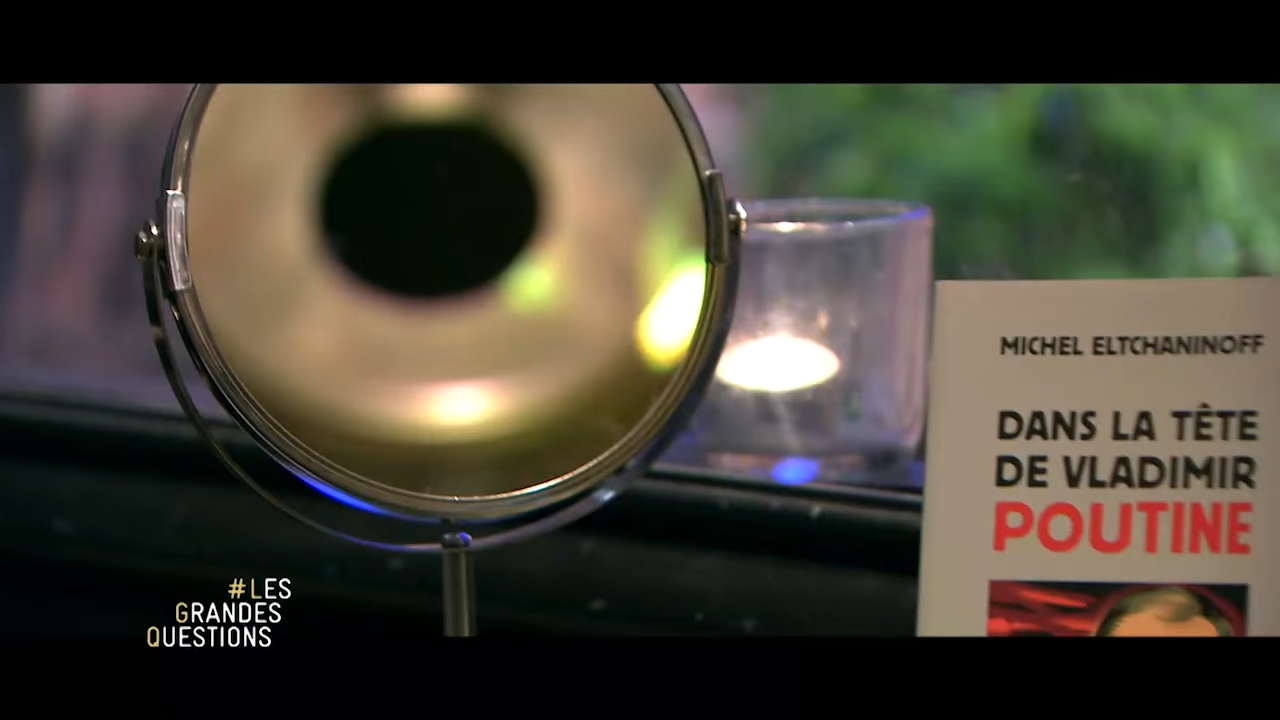 MICHEL ELTCHANINOFF
DANS LA TÊTE
DE VLADIMIR
POUTINE
#LES
GRANDES
QUESTIONS